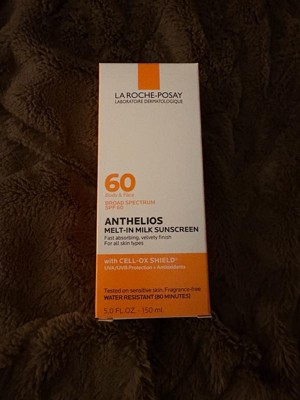 LA ROCHE-POSAY
LABORATOIRE DERMATOLOGIQUE
60
Body & Face
BROAD SPECTRUM
SPF 60
ANTHELIOS
MELT-IN MILK SUNSCREEN
Fast absorbing, velvety finish
For all skin types
with CELL-OX SHIELD®
UVA/UVB Protection + Antioxidants
Tested on sensitive skin, Fragrance-free
WATER RESISTANT (80 MINUTES)
5.0 FL. OZ. - 150 ml